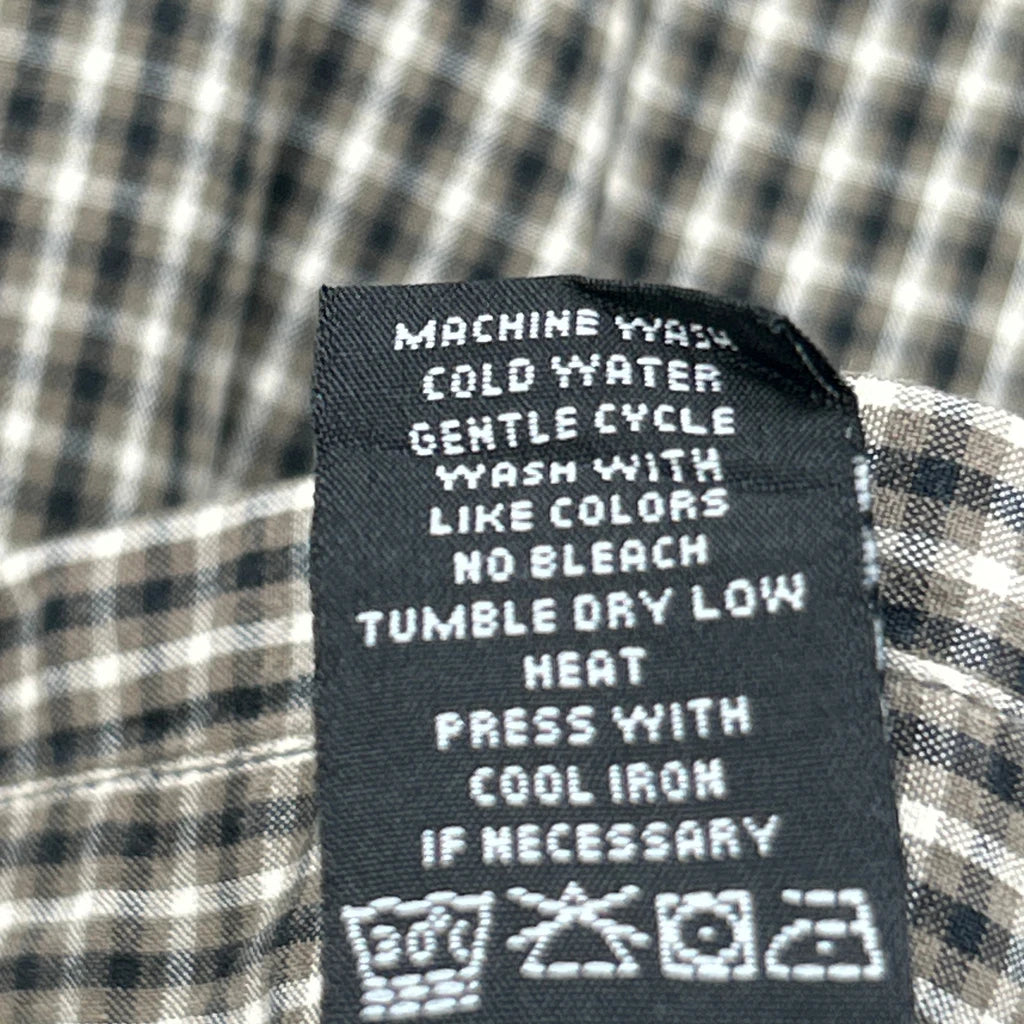 MACHINE WASH
COLD WATER
GENTLE CYCLE
WASH WITH
LIKE COLORS
NO BLEACH
TUMBLE DRY LOW
HEAT
PRESS WITH
COOL IRON
IF NECESSARY
30°C